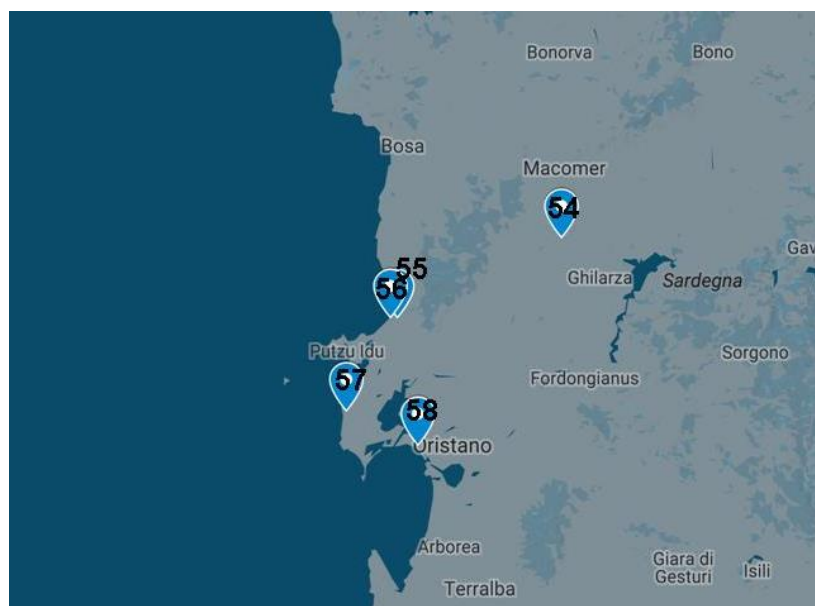 Bonorva
Bono
Bosa
Macomer
54
Gav
55
Ghilarza
Sardegna
56
Putzu Idu
Sorgono
57
Fordongianus
58
Oristano
Arborea
Giara di
Gesturi
Isili
Terralba